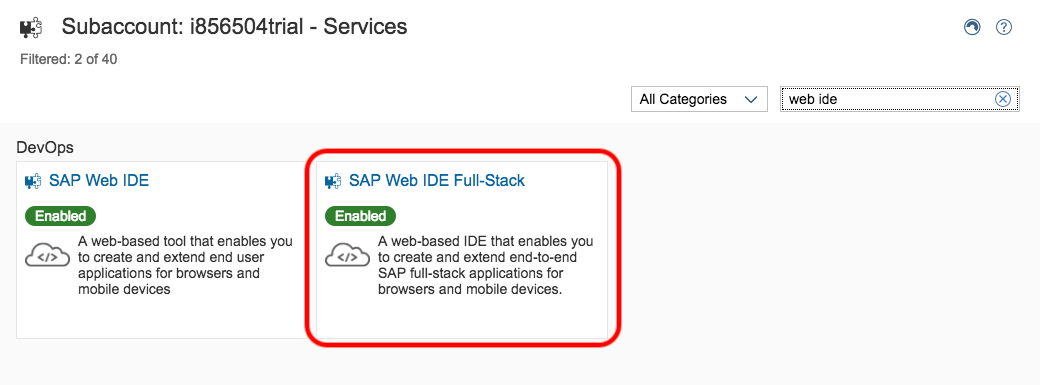 Subaccount: i856504trial - Services
Filtered: 2 of 40
All Categories
web ide
DevOps
SAP Web IDE
Enabled
A web-based tool that enables you
to create and extend end user
applications for browsers and
mobile devices
SAP Web IDE Full-Stack
Enabled
A web-based IDE that enables you
to create and extend end-to-end
SAP full-stack applications for
browsers and mobile devices.